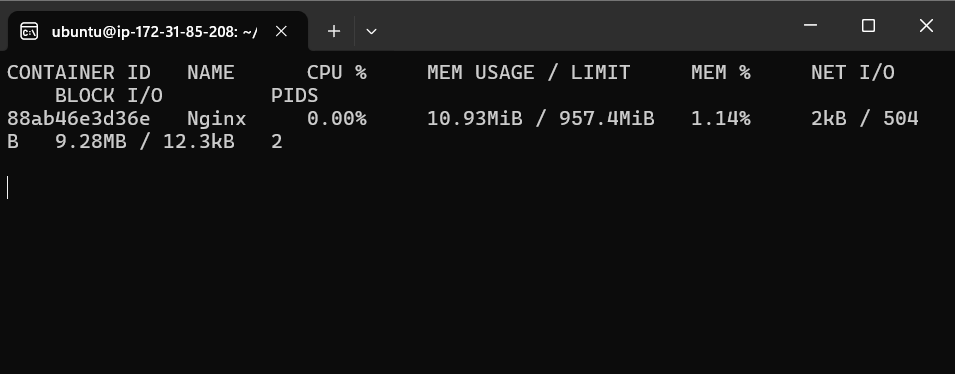 ubuntu@ip-172-31-85-208: ~/
CONTAINER ID   NAME      CPU %     MEM USAGE / LIMIT     MEM %     NET I/O
    BLOCK I/O         PIDS
88ab46e3d36e   Nginx     0.00%     10.93MiB / 957.4MiB   1.14%     2kB / 504
B   9.28MB / 12.3kB   2